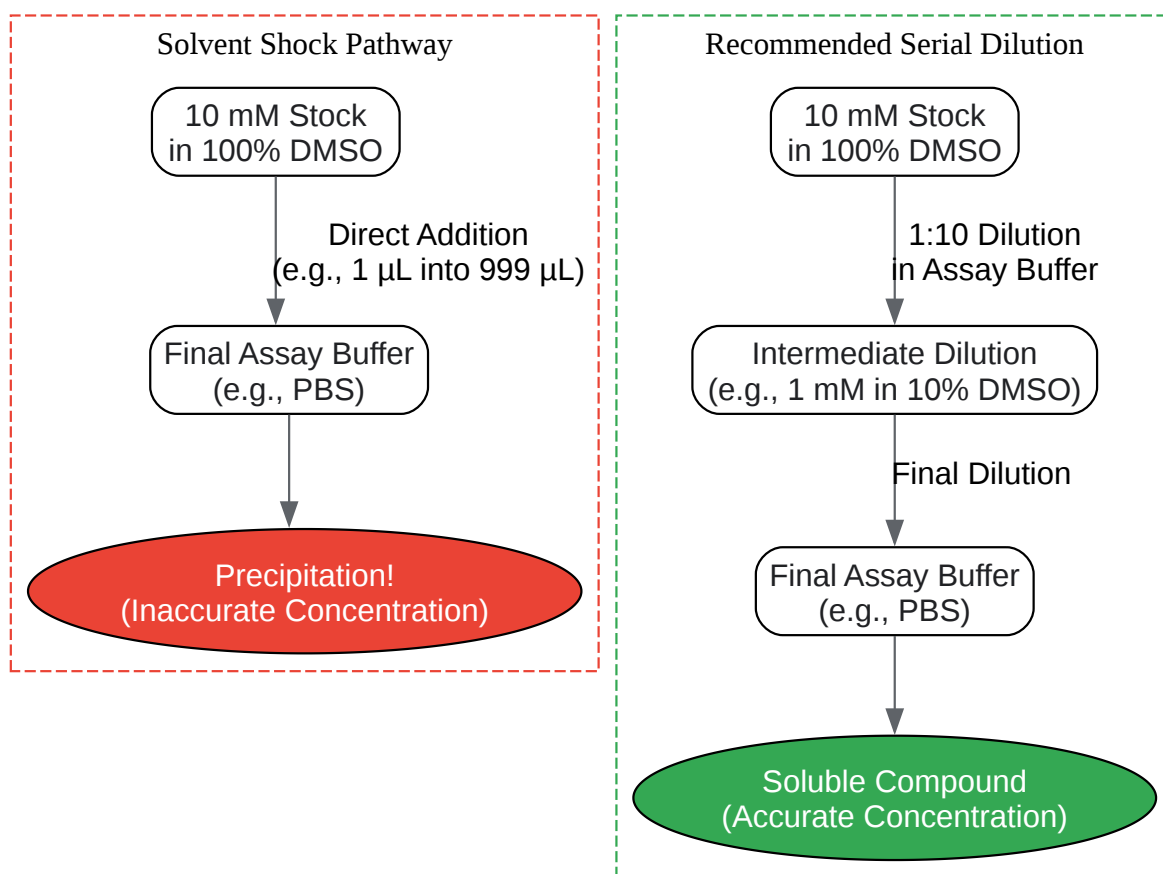 Solvent Shock Pathway
10 mM Stock
in 100% DMSO
Direct Addition
(e.g., 1 µL into 999 µL)
Final Assay Buffer
(e.g., PBS)
Precipitation!
(Inaccurate Concentration)
Recommended Serial Dilution
10 mM Stock
in 100% DMSO
1:10 Dilution
in Assay Buffer
Intermediate Dilution
(e.g., 1 mM in 10% DMSO)
Final Dilution
Final Assay Buffer
(e.g., PBS)
Soluble Compound
(Accurate Concentration)